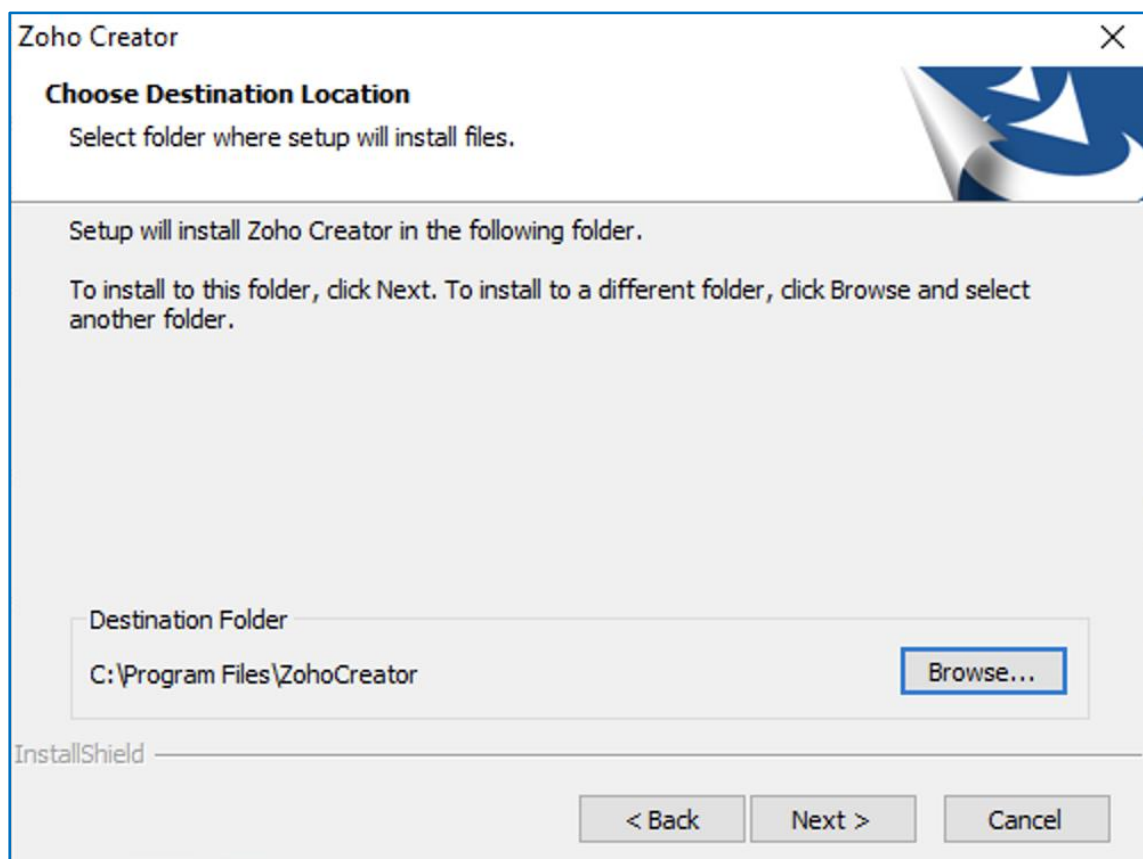 Zoho Creator
Choose Destination Location
Select folder where setup will install files.
Setup will install Zoho Creator in the following folder.
To install to this folder, click Next. To install to a different folder, click Browse and select
another folder.
Destination Folder
C:\Program Files\ZohoCreator
Browse...
InstallShield
< Back
Next >
Cancel